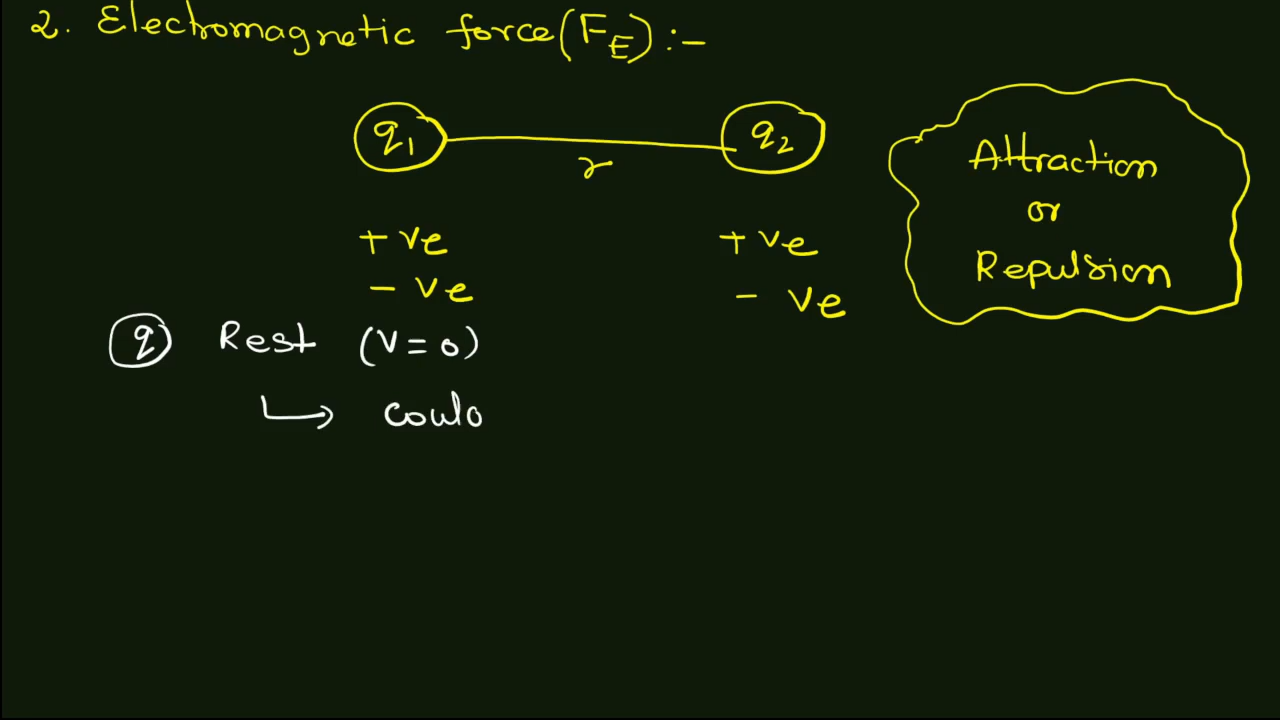 2. Electromagnetic force (F_E) :-
q1 r q2
Attraction
or
Repulsion
+ ve + ve
- ve - ve
q Rest (V = 0)
↳ coulo